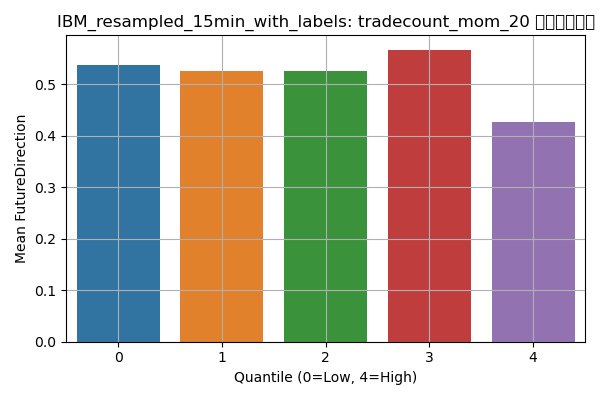 IBM_resampled_15min_with_labels: tradecount_mom_20
0.5
0.4
0.3
0.2
0.1
0.0
Mean FutureDirection
0 1 2 3 4
Quantile (0=Low, 4=High)